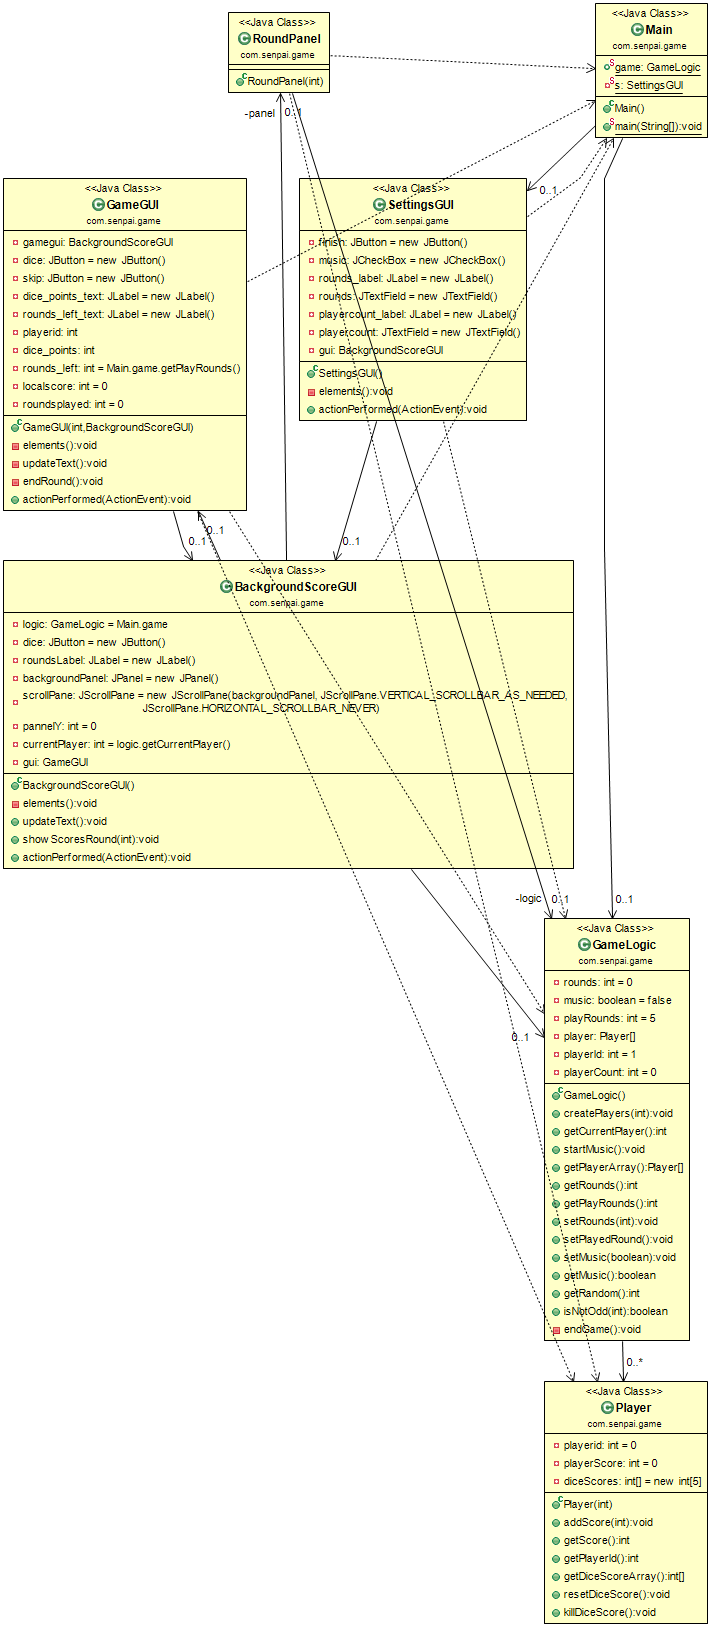 <<Java Class>>
RoundPanel
com.senpai.game
RoundPanel(int)
<<Java Class>>
Main
com.senpai.game
game: GameLogic
s: SettingsGUI
Main()
main(String[]):void
-panel
0..1
0..1
<<Java Class>>
GameGUI
com.senpai.game
gamegui: BackgroundScoreGUI
dice: JButton = new JButton()
skip: JButton = new JButton()
dice_points_text: JLabel = new JLabel()
rounds_left_text: JLabel = new JLabel()
playerid: int
dice_points: int
rounds_left: int = Main.game.getPlayRounds()
localscore: int = 0
roundsplayed: int = 0
GameGUI(int,BackgroundScoreGUI)
elements():void
updateText():void
endRound():void
actionPerformed(ActionEvent):void
<<Java Class>>
SettingsGUI
com.senpai.game
finish: JButton = new JButton()
music: JCheckBox = new JCheckBox()
rounds_label: JLabel = new JLabel()
rounds: JTextField = new JTextField()
playercount_label: JLabel = new JLabel()
playercount: JTextField = new JTextField()
gui: BackgroundScoreGUI
SettingsGUI()
elements():void
actionPerformed(ActionEvent):void
0..1
0..1
0..1
<<Java Class>>
BackgroundScoreGUI
com.senpai.game
logic: GameLogic = Main.game
dice: JButton = new JButton()
roundsLabel: JLabel = new JLabel()
backgroundPanel: JPanel = new JPanel()
scrollPane: JScrollPane = new JScrollPane(backgroundPanel, JScrollPane.VERTICAL_SCROLLBAR_AS_NEEDED,
JScrollPane.HORIZONTAL_SCROLLBAR_NEVER)
pannelY: int = 0
currentPlayer: int = logic.getCurrentPlayer()
gui: GameGUI
BackgroundScoreGUI()
elements():void
updateText():void
showScoresRound(int):void
actionPerformed(ActionEvent):void
-logic
0..1
0..1
0..1
<<Java Class>>
GameLogic
com.senpai.game
rounds: int = 0
music: boolean = false
playRounds: int = 5
player: Player[]
playerId: int = 1
playerCount: int = 0
GameLogic()
createPlayers(int):void
getCurrentPlayer():int
startMusic():void
getPlayerArray():Player[]
getRounds():int
getPlayRounds():int
setRounds(int):void
setPlayedRound():void
setMusic(boolean):void
getMusic():boolean
getRandom():int
isNotOdd(int):boolean
endGame():void
0..*
<<Java Class>>
Player
com.senpai.game
playerid: int = 0
playerScore: int = 0
diceScores: int[] = new int[5]
Player(int)
addScore(int):void
getScore():int
getPlayerId():int
getDiceScoreArray():int[]
resetDiceScore():void
killDiceScore():void